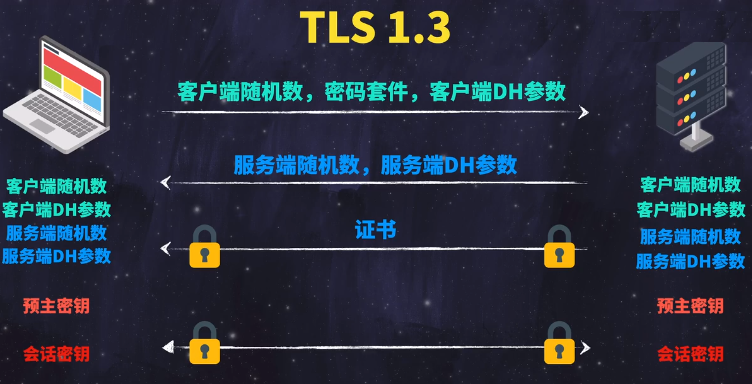 TLS 1.3
客户端随机数，密码套件，客户端DH参数
服务端随机数，服务端DH参数
证书
客户端随机数
客户端DH参数
服务端随机数
服务端DH参数
预主密钥
会话密钥
客户端随机数
客户端DH参数
服务端随机数
服务端DH参数
预主密钥
会话密钥